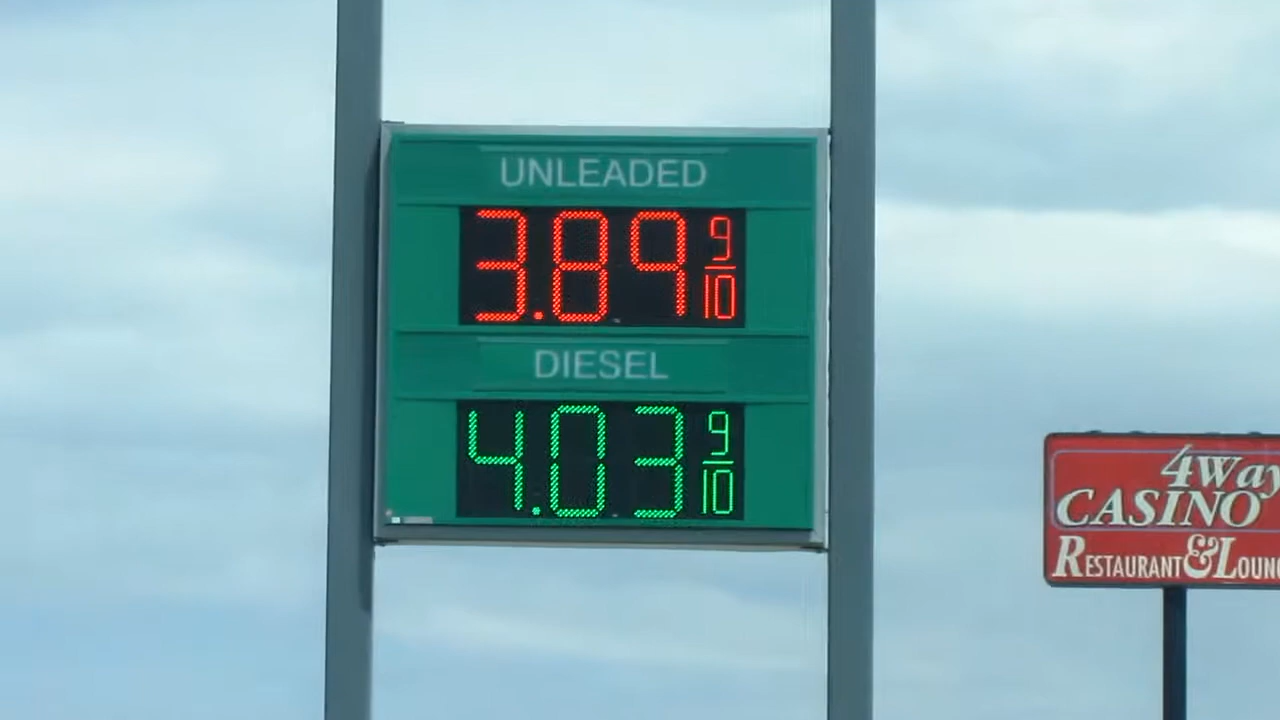 UNLEADED
3.89 9/10
DIESEL
4.03 9/10
4Way
CASINO
RESTAURANT & LOUN